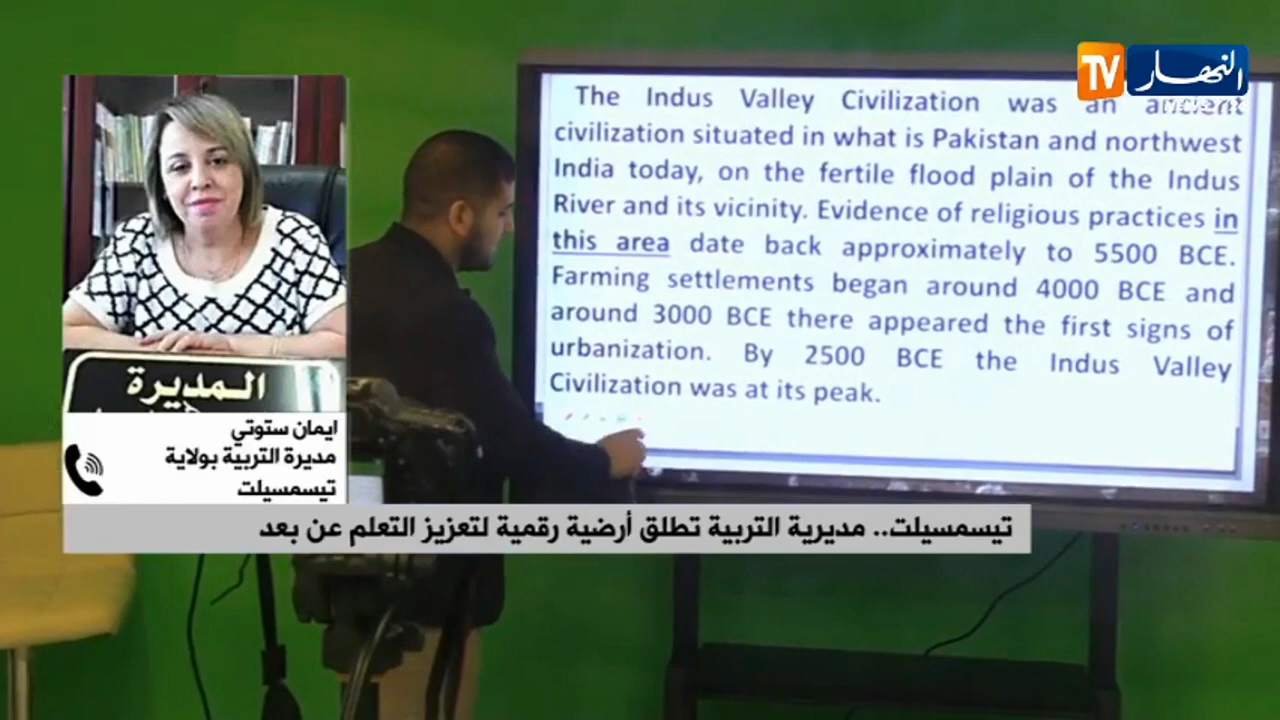 النهار TV
The Indus Valley Civilization was an ancient
civilization situated in what is Pakistan and northwest
India today, on the fertile flood plain of the Indus
River and its vicinity. Evidence of religious practices in
this area date back approximately to 5500 BCE.
Farming settlements began around 4000 BCE and
around 3000 BCE there appeared the first signs of
urbanization. By 2500 BCE the Indus Valley
Civilization was at its peak.
المديرة
ايمان ستوتي
مديرة التربية بولاية
تيسمسيلت
تيسمسيلت.. مديرية التربية تطلق أرضية رقمية لتعزيز التعلم عن بعد